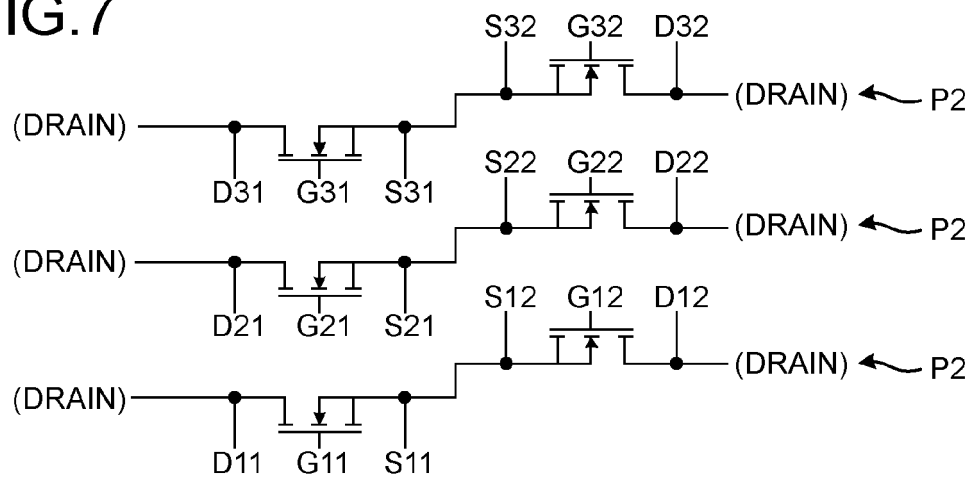 IG.7
S32 G32 D32
(DRAIN) P2
(DRAIN)
D31 G31 S31
S22 G22 D22
(DRAIN) P2
(DRAIN)
D21 G21 S21
S12 G12 D12
(DRAIN) P2
(DRAIN)
D11 G11 S11